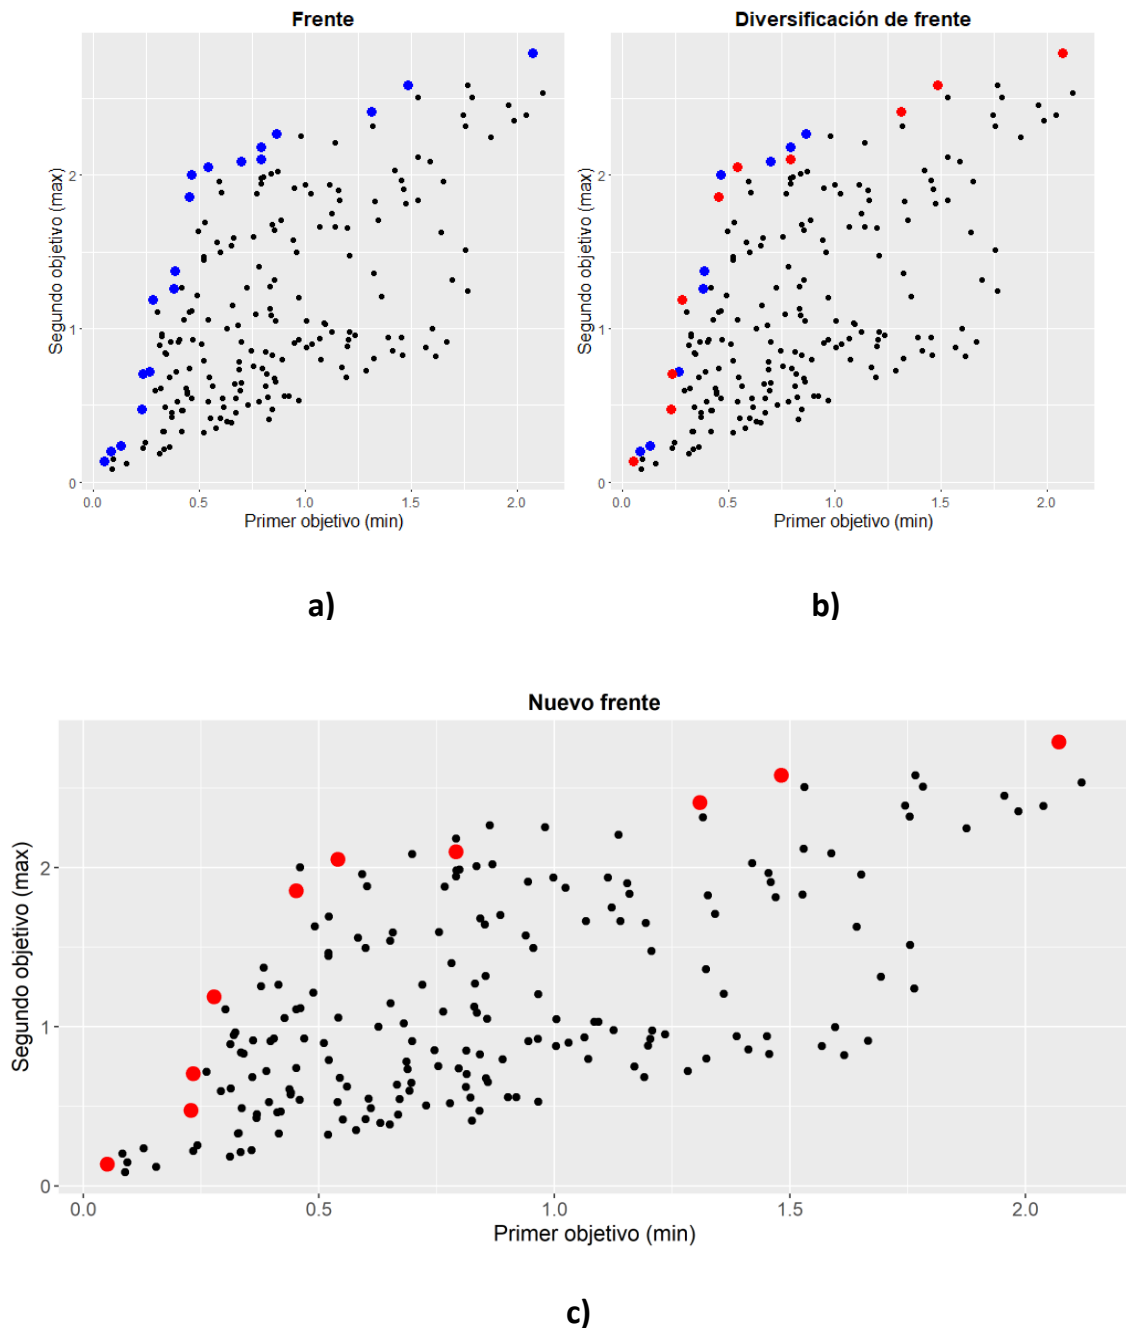 Frente
Segundo objetivo (max)
2
1
0
0.0 0.5 1.0 1.5 2.0
Primer objetivo (min)
a)
Diversificación de frente
Segundo objetivo (max)
2
1
0
0.0 0.5 1.0 1.5 2.0
Primer objetivo (min)
b)
Nuevo frente
Segundo objetivo (max)
2
1
0
0.0 0.5 1.0 1.5 2.0
Primer objetivo (min)
c)